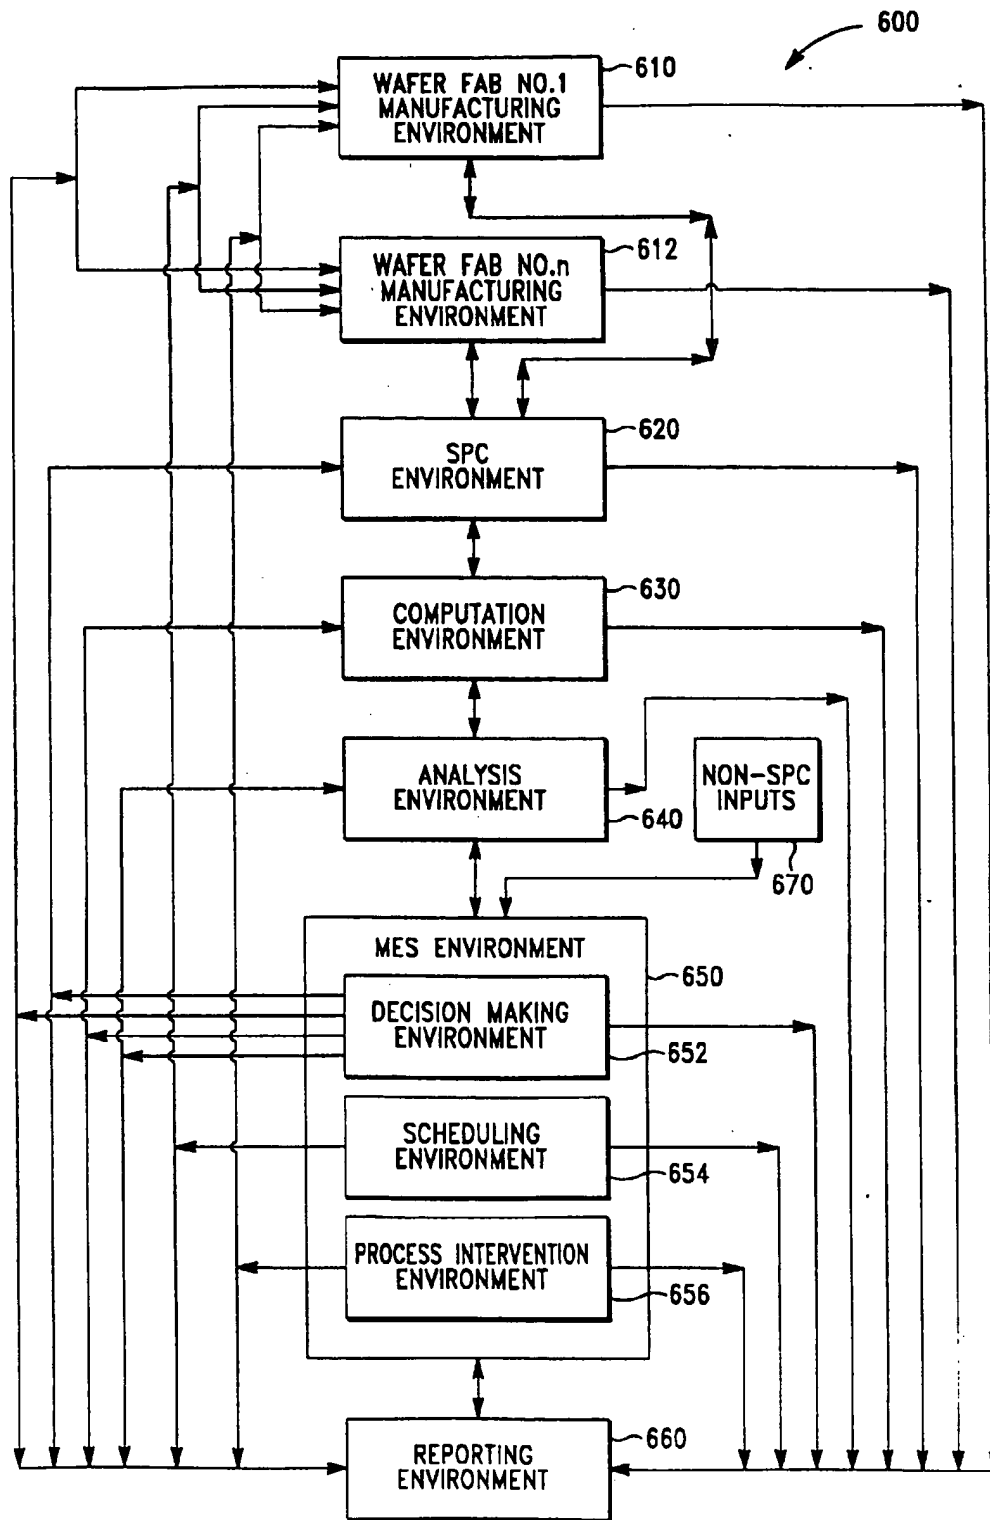 600
WAFER FAB NO.1
MANUFACTURING
ENVIRONMENT
610
WAFER FAB NO.n
MANUFACTURING
ENVIRONMENT
612
SPC
ENVIRONMENT
620
COMPUTATION
ENVIRONMENT
630
ANALYSIS
ENVIRONMENT
640
NON-SPC
INPUTS
670
MES ENVIRONMENT
650
DECISION MAKING
ENVIRONMENT
652
SCHEDULING
ENVIRONMENT
654
PROCESS INTERVENTION
ENVIRONMENT
656
REPORTING
ENVIRONMENT
660